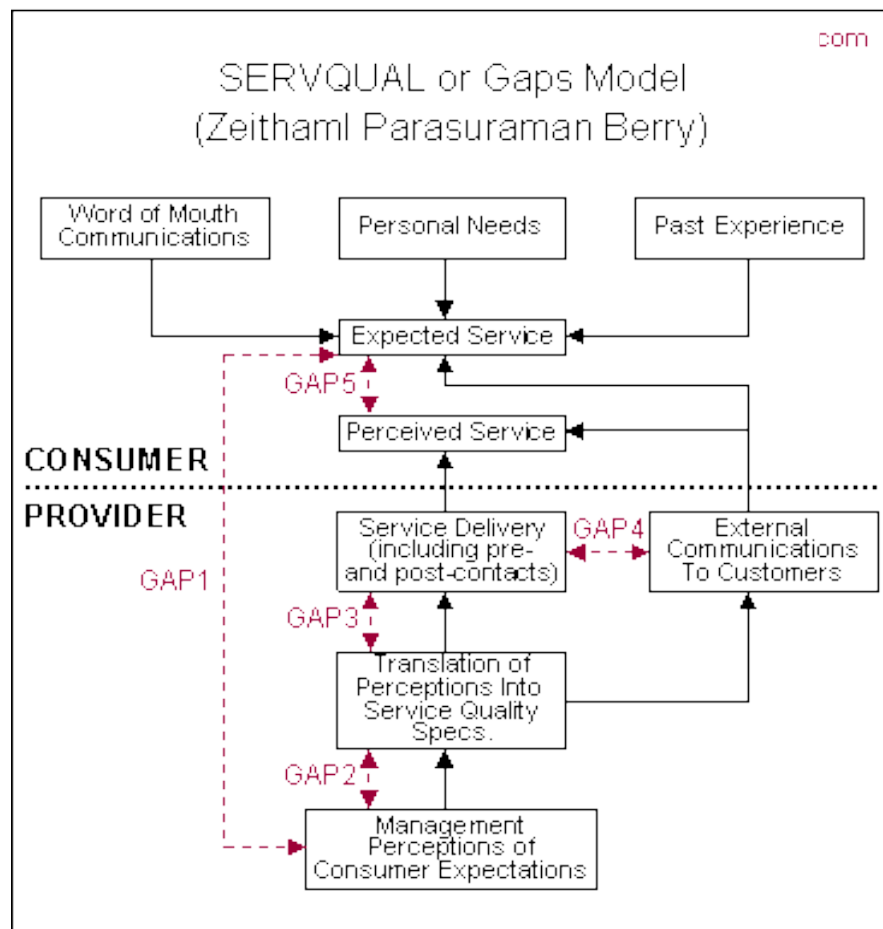 com
SERVQUAL or Gaps Model
(Zeithaml Parasuraman Berry)
Word of Mouth
Communications
Personal Needs
Past Experience
Expected Service
GAP5
Perceived Service
CONSUMER
PROVIDER
Service Delivery
(including pre-
and post-contacts)
GAP4
External
Communications
To Customers
GAP1
GAP3
Translation of
Perceptions Into
Service Quality
Specs.
GAP2
Management
Perceptions of
Consumer Expectations